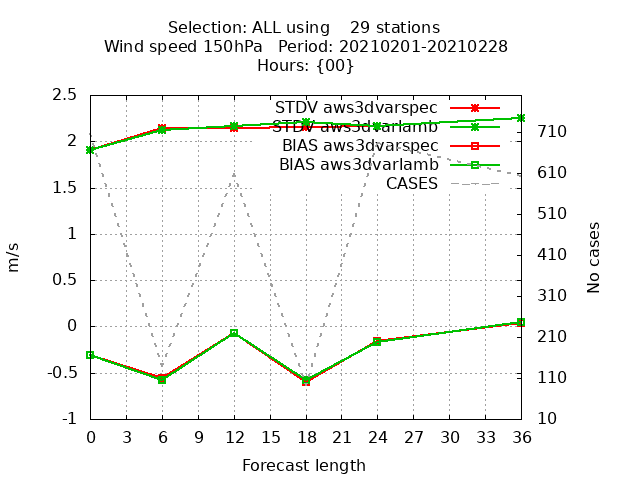 Selection: ALL using    29 stations
Wind speed 150hPa   Period: 20210201-20210228
Hours: {00}
STDV aws3dvarspec
STDV aws3dvarlamb
BIAS aws3dvarspec
BIAS aws3dvarlamb
CASES
2.5
2
1.5
1
0.5
0
-0.5
-1
m/s
710
610
510
410
310
210
110
10
No cases
0 3 6 9 12 15 18 21 24 27 30 33 36
Forecast length